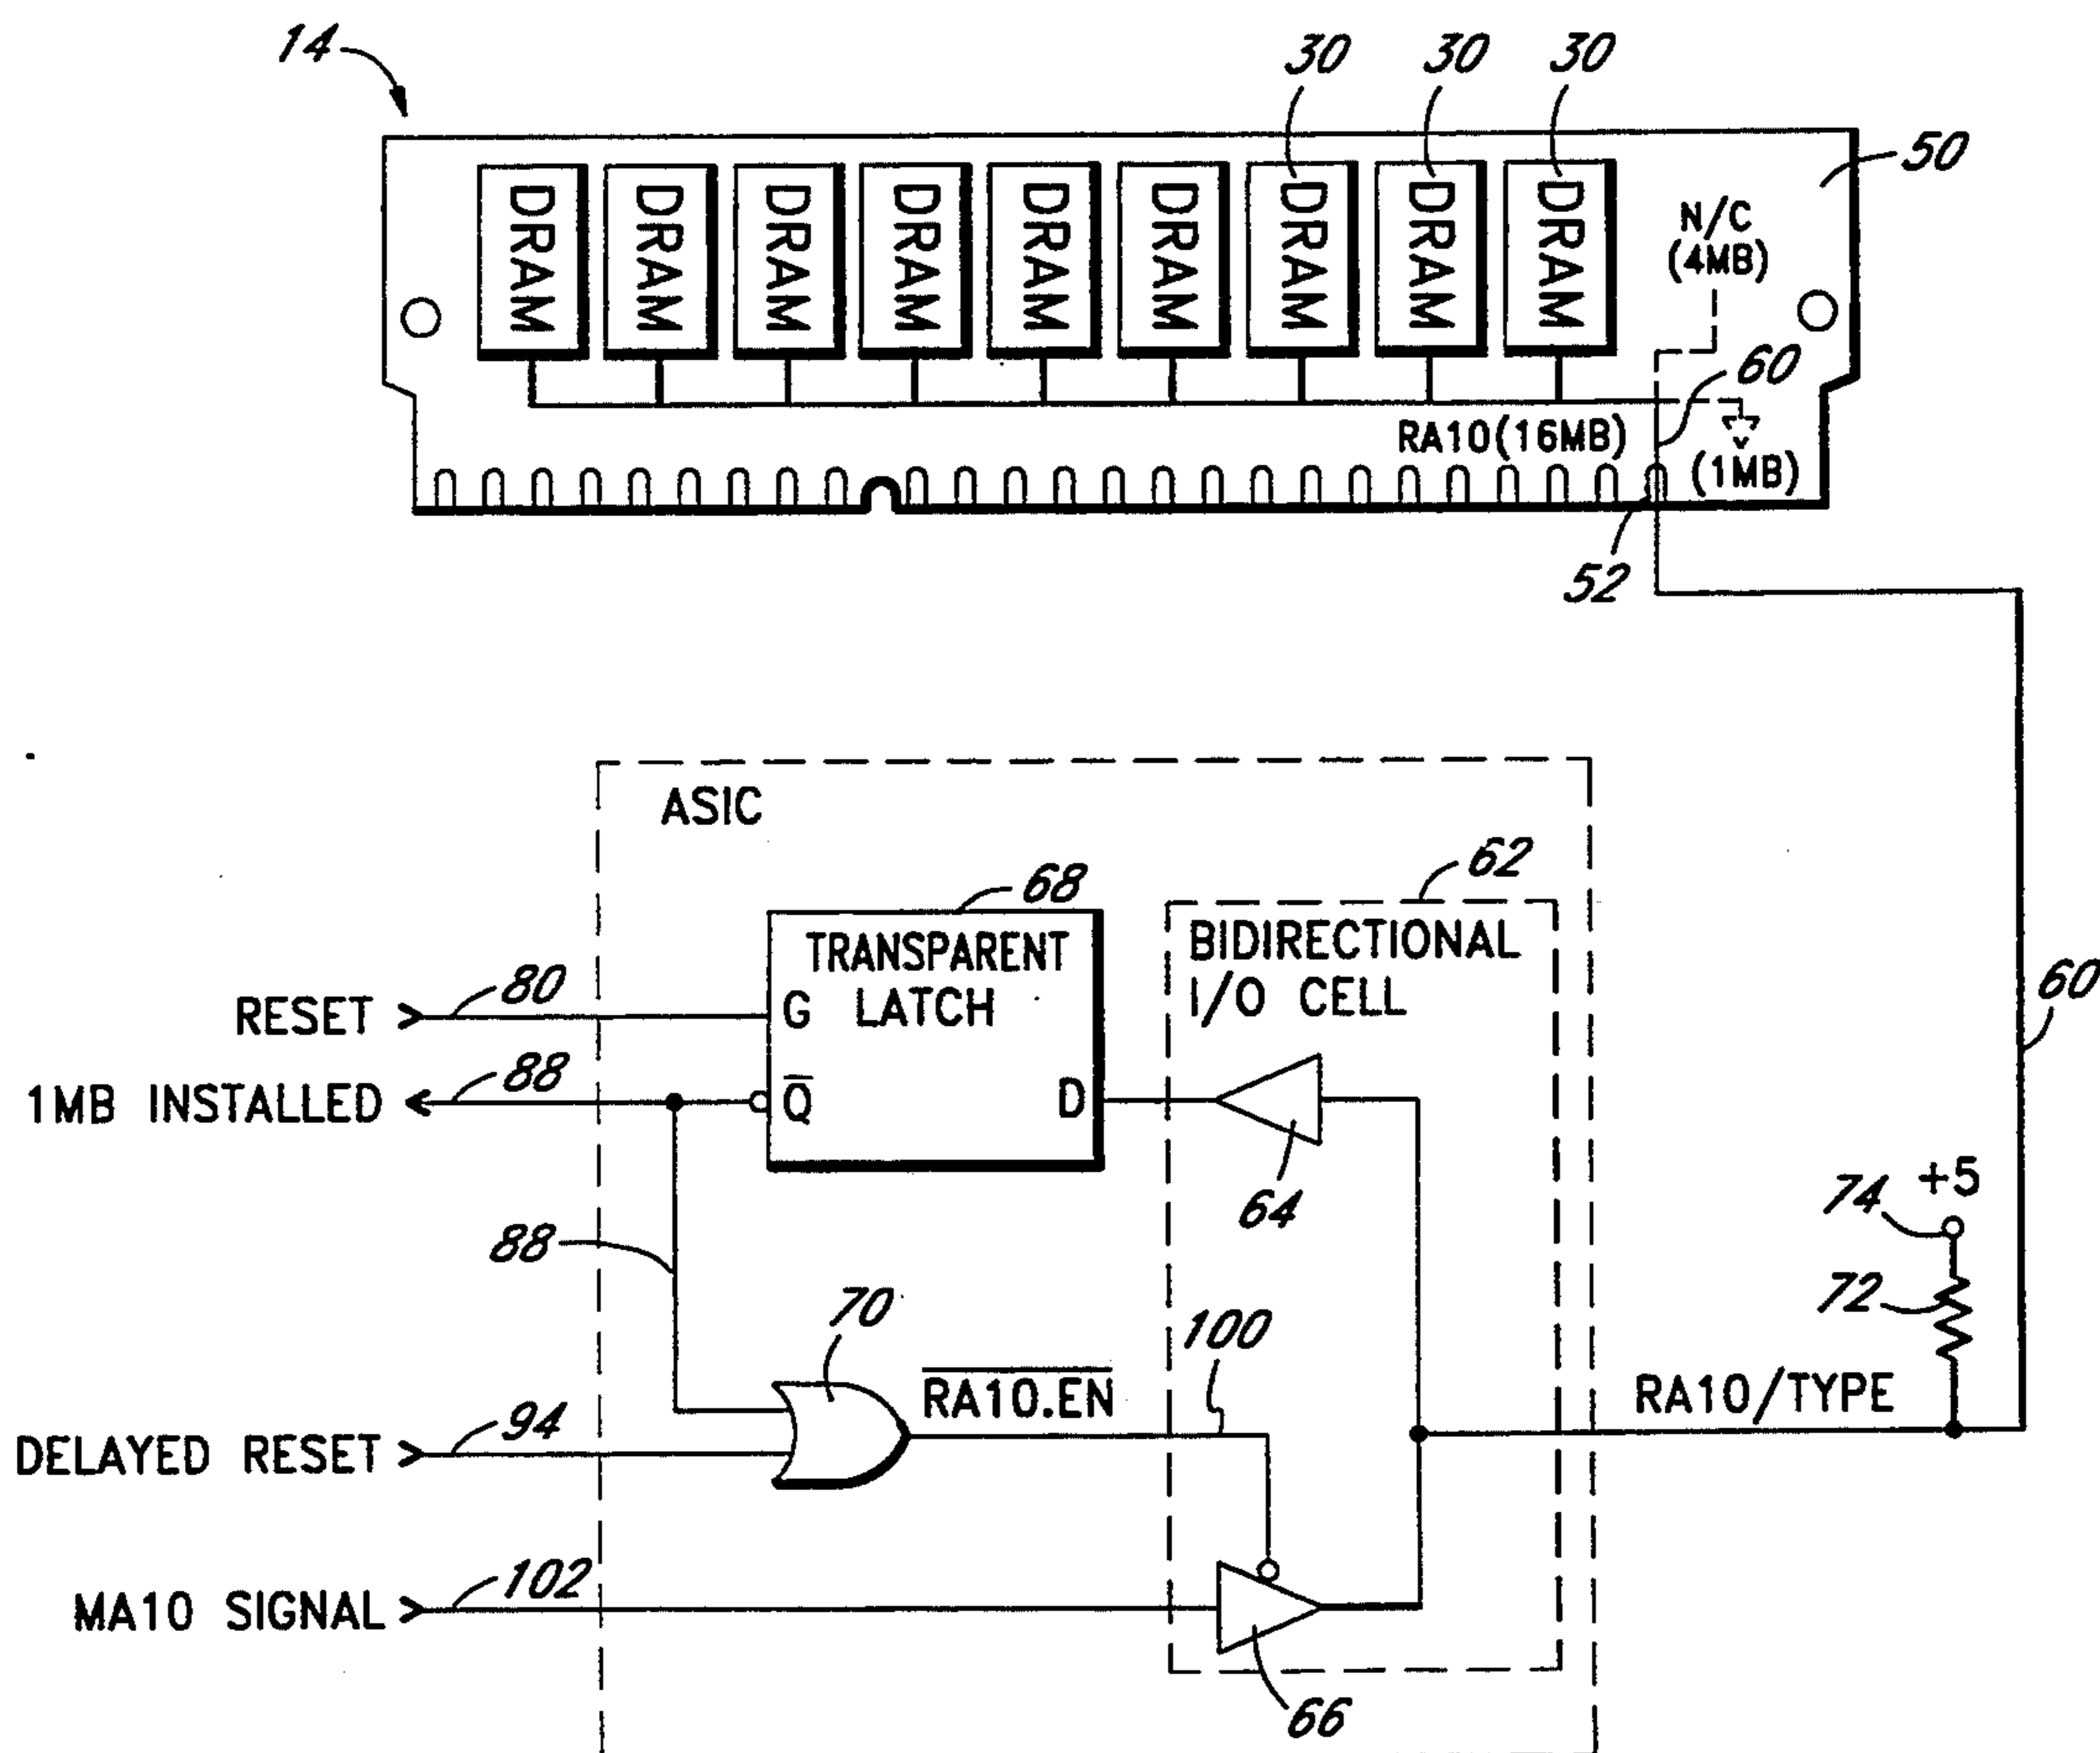 14
30 30 30
50
DRAM DRAM DRAM DRAM DRAM DRAM DRAM DRAM DRAM
N/C
(4MB)
60
RA10(16MB)
(1MB)
52
ASIC
62
68
TRANSPARENT
LATCH
BIDIRECTIONAL
I/O CELL
60
RESET
80
G
1MB INSTALLED
88
Q̅
D
64
74
+5
88
72
70
100
R̅A̅1̅0̅.̅E̅N̅
RA10/TYPE
DELAYED RESET
94
MA10 SIGNAL
102
66